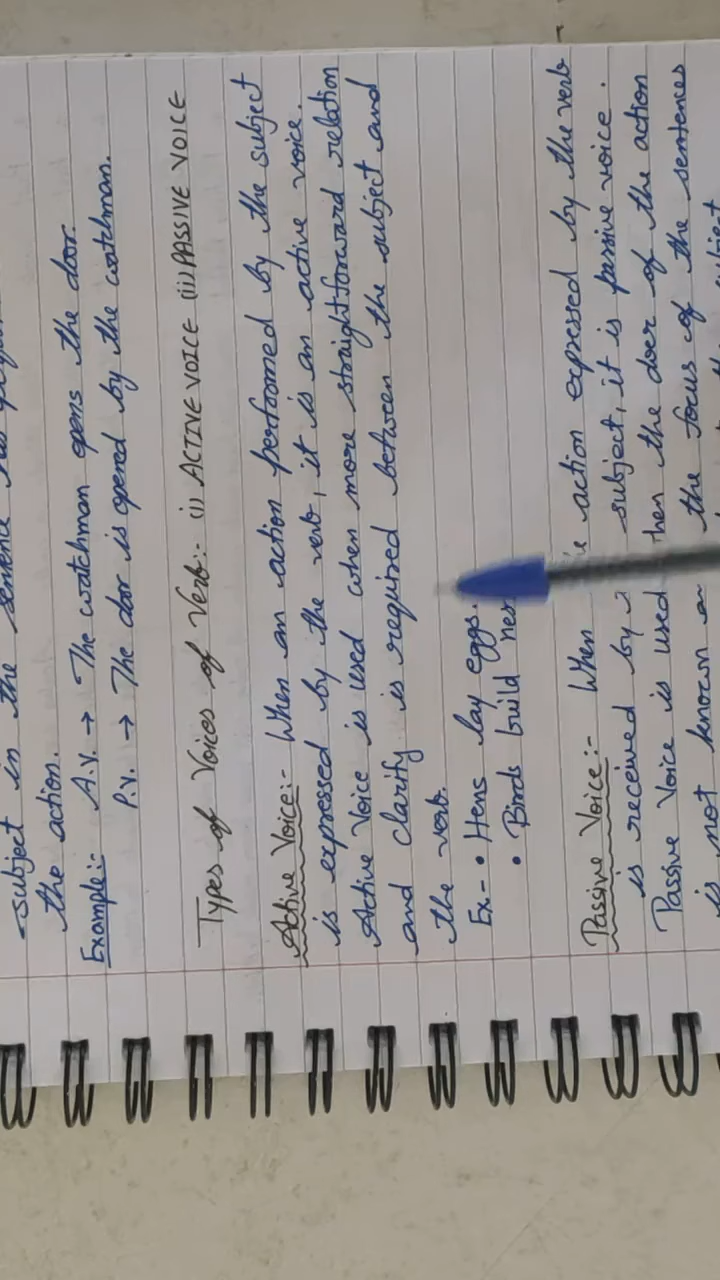 subject in the sentence
the action.
Example:- A.V. → The watchman opens the door.
P.V. → The door is opened by the watchman.
Types of Voices of Verb:- (i) ACTIVE VOICE (ii) PASSIVE VOICE
Active Voice:- When an action performed by the subject
is expressed by the verb, it is an active voice.
Active Voice is used when more straightforward relation
and clarify is required between the subject and
the verb.
Ex- • Hens lay eggs.
• Birds build
Passive Voice:- When action expressed by the verb
is received by subject, it is passive voice.
Passive Voice is used the doer of the action
is not known the focus of the sentences